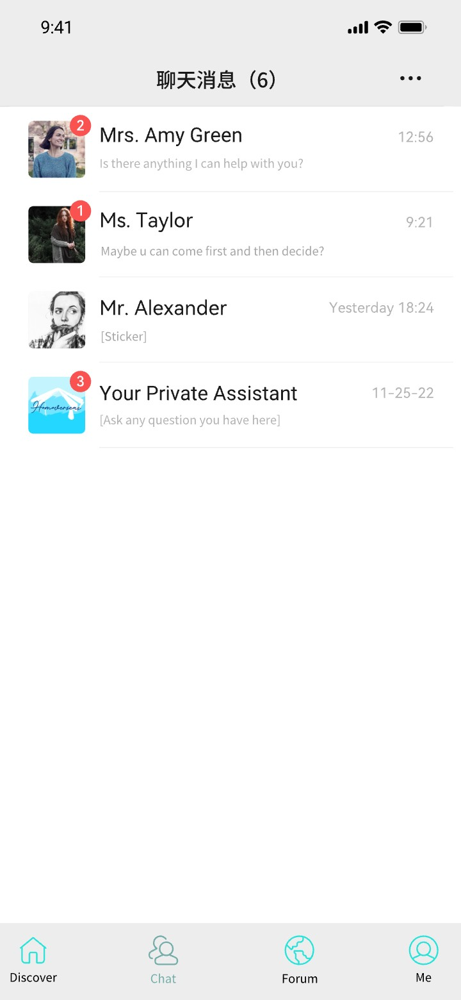 9:41
聊天消息（6）
2
Mrs. Amy Green
12:56
Is there anything I can help with you?
1
Ms. Taylor
9:21
Maybe u can come first and then decide?
Mr. Alexander
Yesterday 18:24
[Sticker]
3
Homoverseas
Your Private Assistant
11-25-22
[Ask any question you have here]
Discover
Chat
Forum
Me